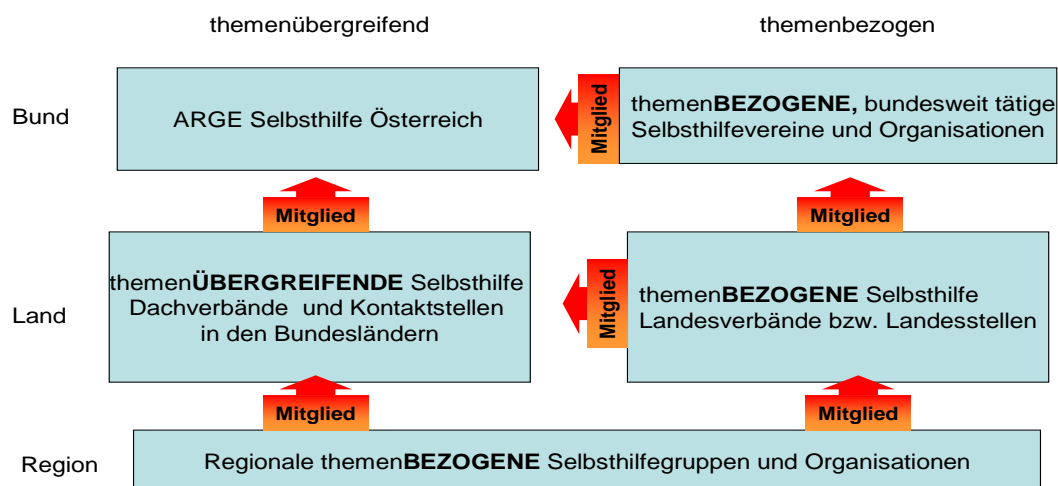 themenübergreifend
themenbezogen
Bund
ARGE Selbsthilfe Österreich
Mitglied
themenBEZOGENE, bundesweit tätige
Selbsthilfevereine und Organisationen
Mitglied
Mitglied
Land
themenÜBERGREIFENDE Selbsthilfe
Dachverbände und Kontaktstellen
in den Bundesländern
Mitglied
themenBEZOGENE Selbsthilfe
Landesverbände bzw. Landesstellen
Mitglied
Mitglied
Region
Regionale themenBEZOGENE Selbsthilfegruppen und Organisationen